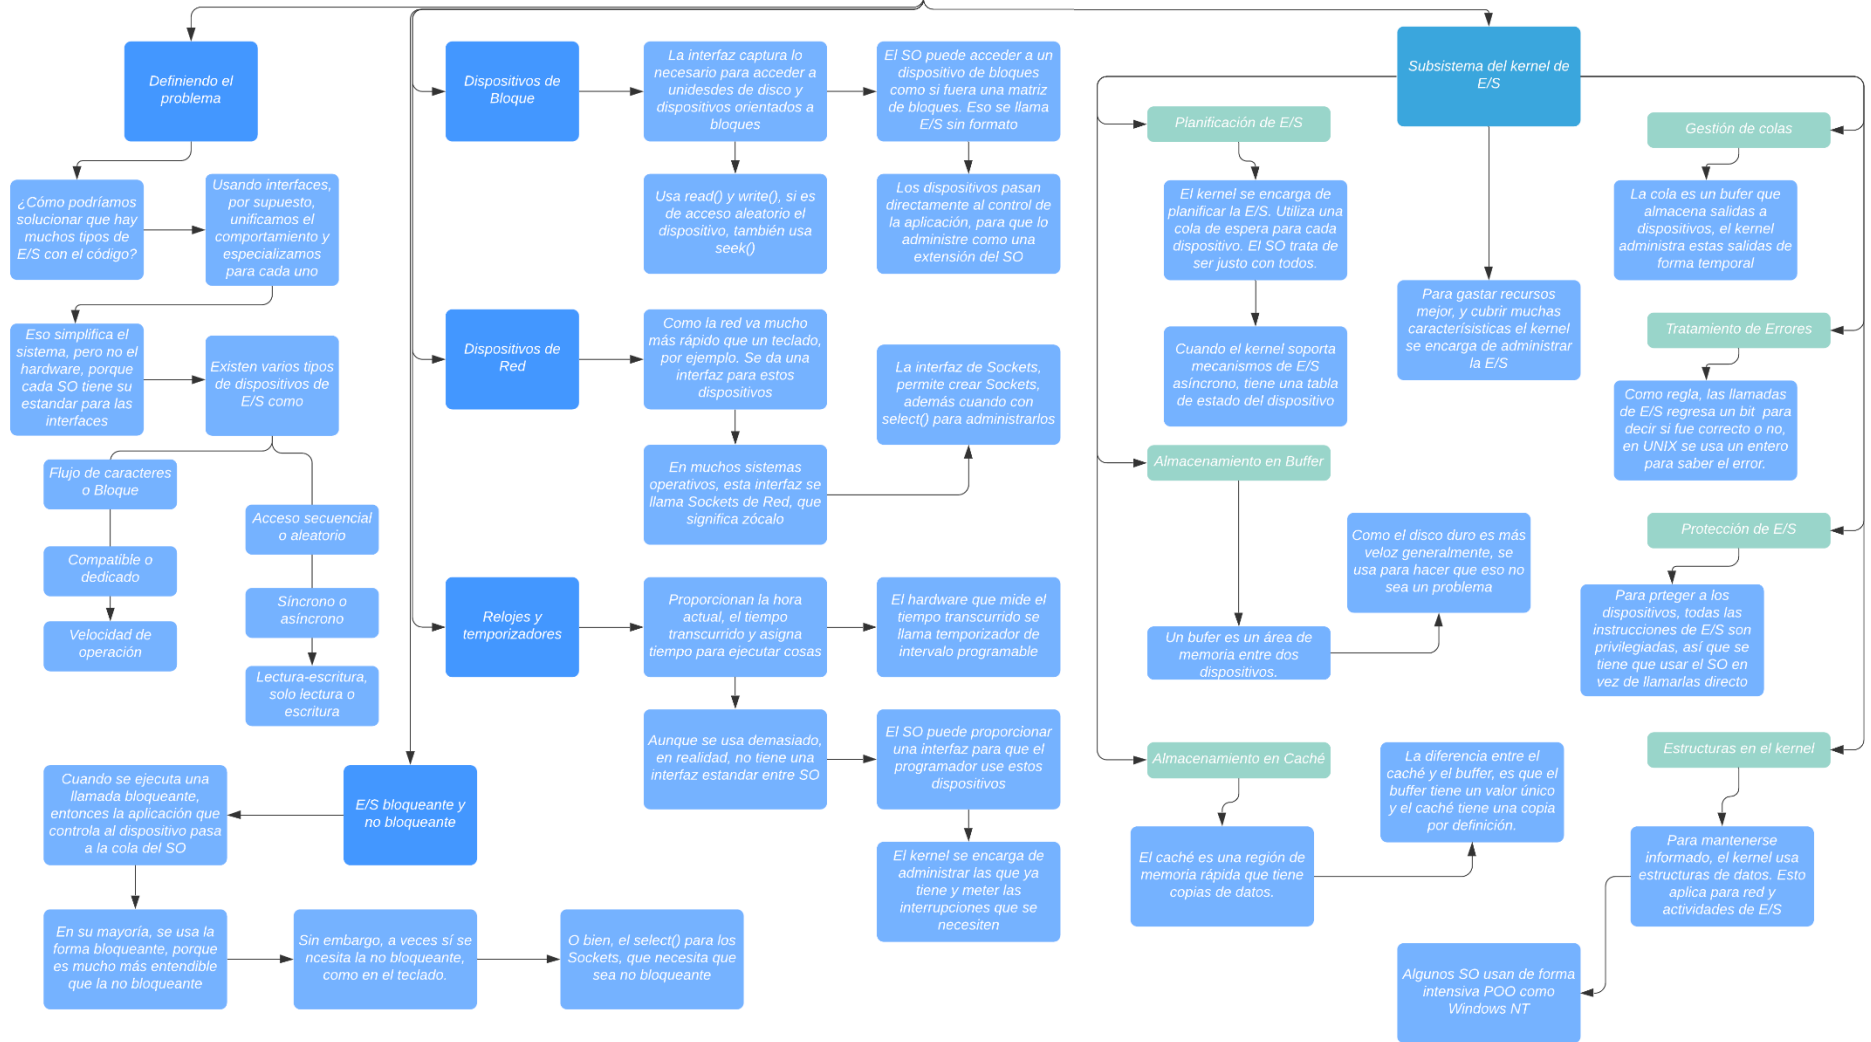 Definiendo el
problema
¿Cómo podríamos
solucionar que hay
muchos tipos de
E/S con el código?
Usando interfaces,
por supuesto,
unificamos el
comportamiento y
especializamos
para cada uno
Eso simplifica el
sistema, pero no el
hardware, porque
cada SO tiene su
estandar para las
interfaces
Existen varios tipos
de dispositivos de
E/S como
Flujo de caracteres
o Bloque
Compatible o
dedicado
Velocidad de
operación
Acceso secuencial
o aleatorio
Síncrono o
asíncrono
Lectura-escritura,
solo lectura o
escritura
E/S bloqueante y
no bloqueante
Cuando se ejecuta una
llamada bloqueante,
entonces la aplicación que
controla al dispositivo pasa
a la cola del SO
En su mayoría, se usa la
forma bloqueante, porque
es mucho más entendible
que la no bloqueante
Sin embargo, a veces sí se
ncesita la no bloqueante,
como en el teclado.
O bien, el select() para los
Sockets, que necesita que
sea no bloqueante
Dispositivos de
Bloque
La interfaz captura lo
necesario para acceder a
unidesdes de disco y
dispositivos orientados a
bloques
El SO puede acceder a un
dispositivo de bloques
como si fuera una matriz
de bloques. Eso se llama
E/S sin formato
Usa read() y write(), si es
de acceso aleatorio el
dispositivo, también usa
seek()
Los dispositivos pasan
directamente al control de
la aplicación, para que lo
administre como una
extensión del SO
Dispositivos de
Red
Como la red va mucho
más rápido que un teclado,
por ejemplo. Se da una
interfaz para estos
dispositivos
La interfaz de Sockets,
permite crear Sockets,
además cuando con
select() para administrarlos
En muchos sistemas
operativos, esta interfaz se
llama Sockets de Red, que
significa zócalo
Relojes y
temporizadores
Proporcionan la hora
actual, el tiempo
transcurrido y asigna
tiempo para ejecutar cosas
El hardware que mide el
tiempo transcurrido se
llama temporizador de
intervalo programable
Aunque se usa demasiado,
en realidad, no tiene una
interfaz estandar entre SO
El SO puede proporcionar
una interfaz para que el
programador use estos
dispositivos
El kernel se encarga de
administrar las que ya
tiene y meter las
interrupciones que se
necesiten
Subsistema del kernel de
E/S
Para gastar recursos
mejor, y cubrir muchas
caracterísisticas el kernel
se encarga de administrar
la E/S
Planificación de E/S
El kernel se encarga de
planificar la E/S. Utiliza una
cola de espera para cada
dispositivo. El SO trata de
ser justo con todos.
Cuando el kernel soporta
mecanismos de E/S
asíncrono, tiene una tabla
de estado del dispositivo
Almacenamiento en Buffer
Un bufer es un área de
memoria entre dos
dispositivos.
Como el disco duro es más
veloz generalmente, se
usa para hacer que eso no
sea un problema
Almacenamiento en Caché
El caché es una región de
memoria rápida que tiene
copias de datos.
La diferencia entre el
caché y el buffer, es que el
buffer tiene un valor único
y el caché tiene una copia
por definición.
Gestión de colas
La cola es un bufer que
almacena salidas a
dispositivos, el kernel
administra estas salidas de
forma temporal
Tratamiento de Errores
Como regla, las llamadas
de E/S regresa un bit para
decir si fue correcto o no,
en UNIX se usa un entero
para saber el error.
Protección de E/S
Para prteger a los
dispositivos, todas las
instrucciones de E/S son
privilegiadas, así que se
tiene que usar el SO en
vez de llamarlas directo
Estructuras en el kernel
Para mantenerse
informado, el kernel usa
estructuras de datos. Esto
aplica para red y
actividades de E/S
Algunos SO usan de forma
intensiva POO como
Windows NT